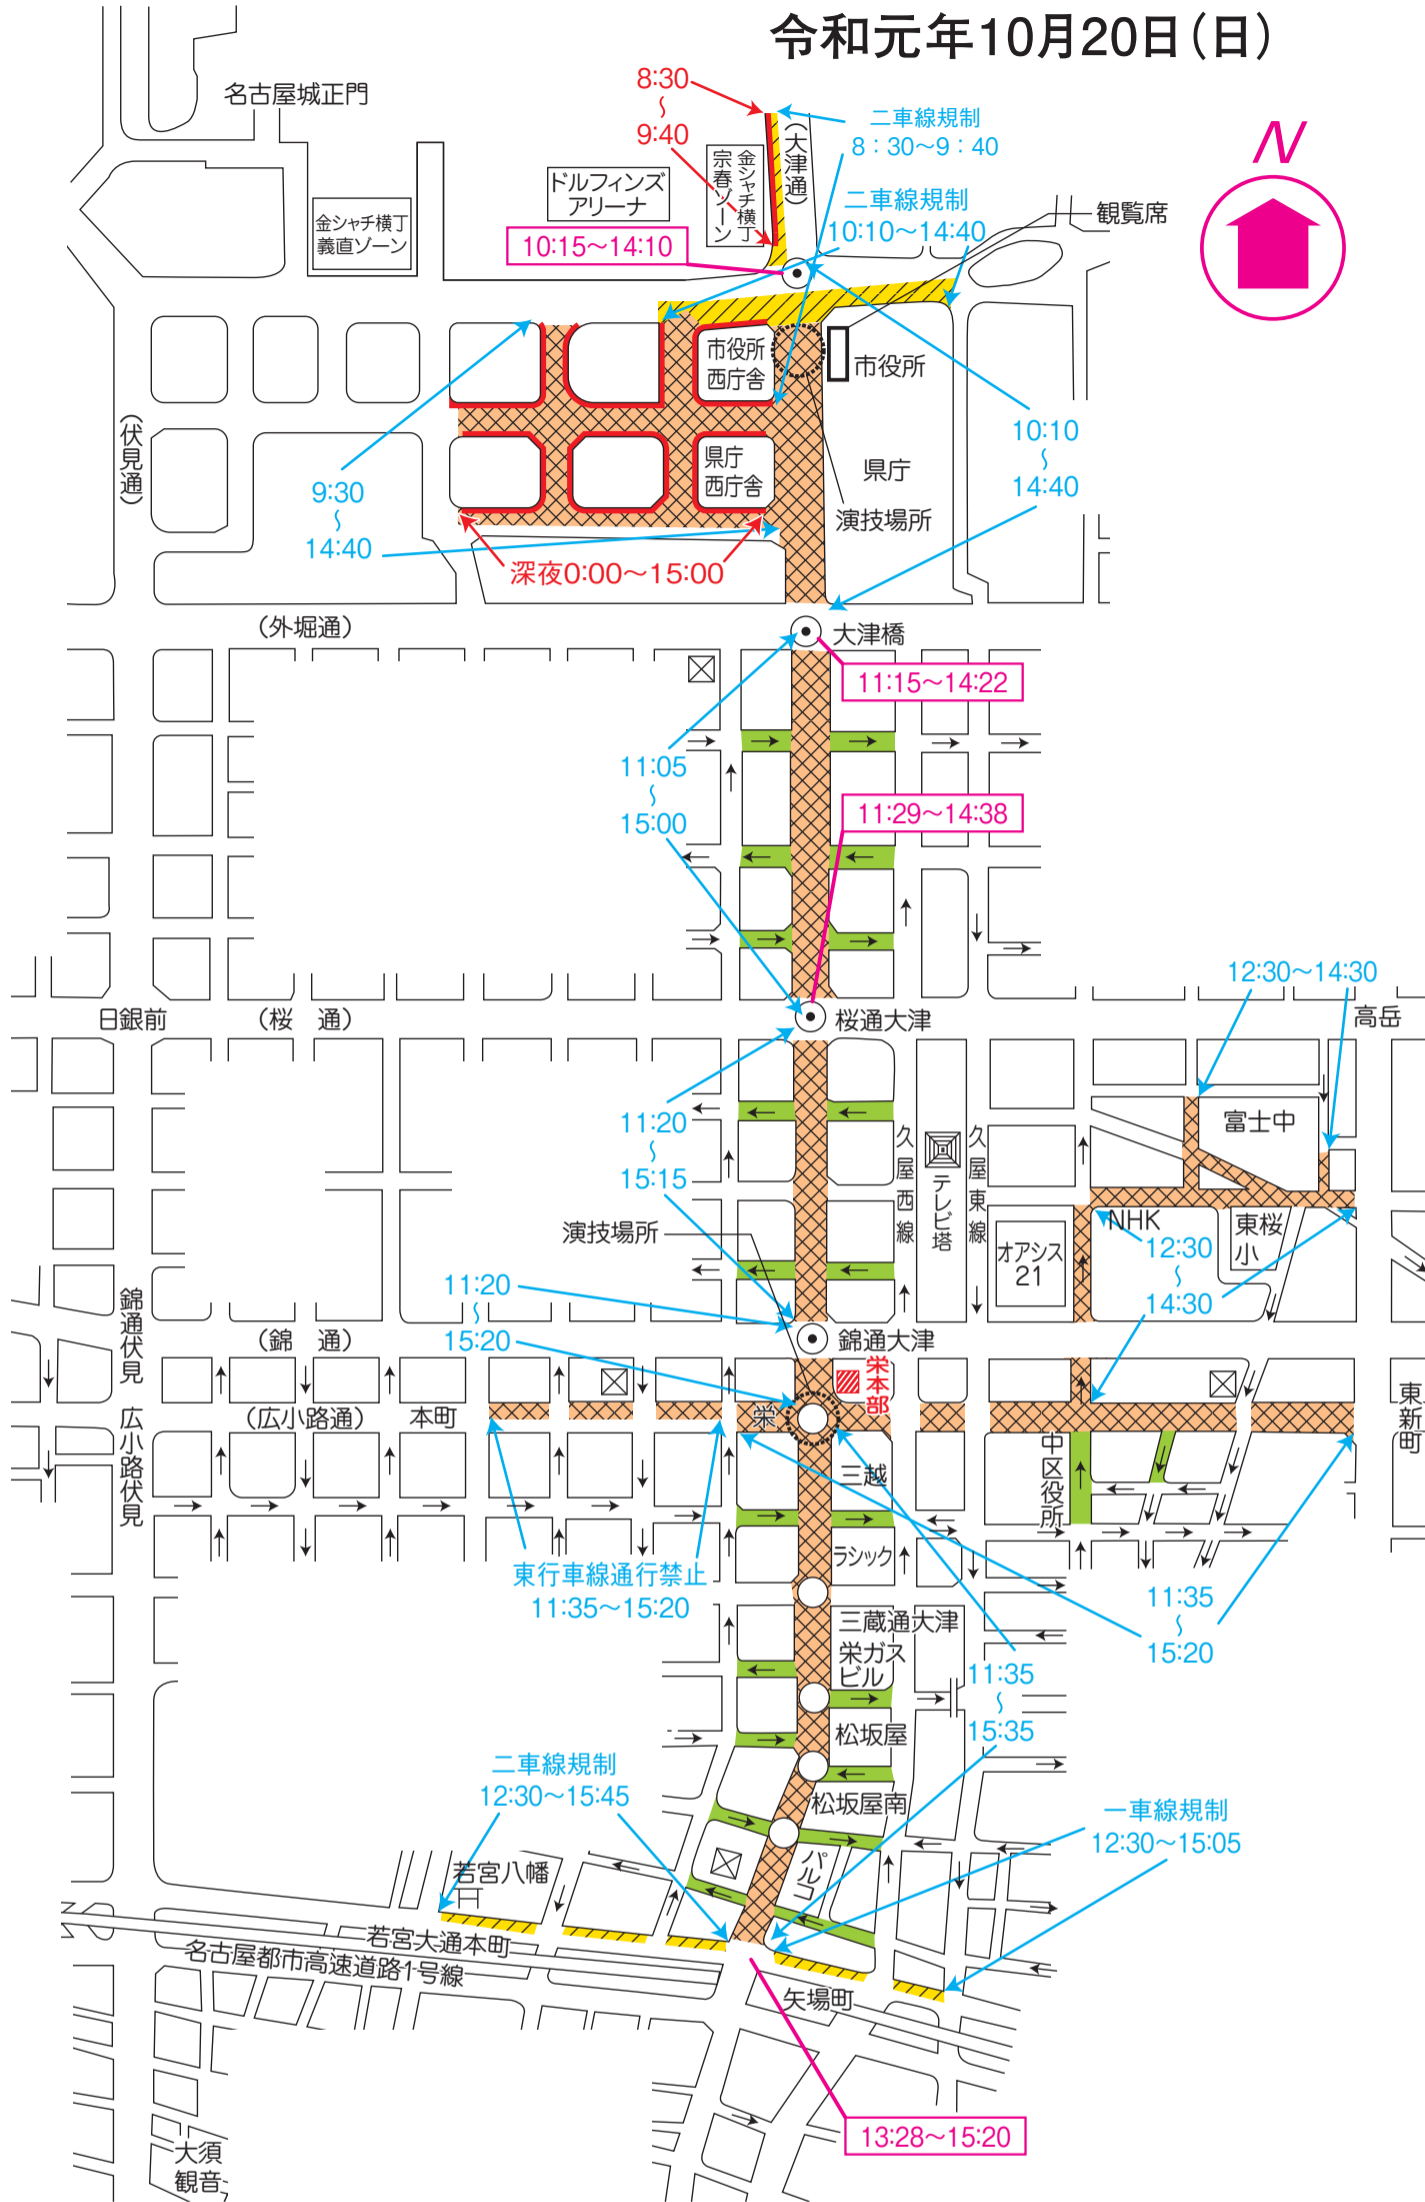 令和元年10月20日(日)
名古屋城正門
8:30
〜
9:40
二車線規制
8：30〜9：40
(大津通)
N
ドルフィンズ
アリーナ
金シャチ横丁
宗春ゾーン
金シャチ横丁
義直ゾーン
二車線規制
10:10〜14:40
観覧席
10:15〜14:10
市役所
西庁舎
市役所
(伏見通)
県庁
西庁舎
県庁
10:10
〜
14:40
9:30
〜
14:40
演技場所
深夜0:00〜15:00
(外堀通)
大津橋
11:15〜14:22
11:05
〜
15:00
11:29〜14:38
12:30〜14:30
日銀前
(桜　通)
桜通大津
高岳
11:20
〜
15:15
久屋西線
テレビ塔
久屋東線
富士中
NHK
東桜
小
オアシス
21
12:30
〜
14:30
演技場所
11:20
〜
15:20
錦通伏見
(錦　通)
錦通大津
栄本部
広小路伏見
(広小路通)
本町
栄
東新町
三越
中区役所
ラシック
東行車線通行禁止
11:35〜15:20
11:35
〜
15:20
三蔵通大津
栄ガス
ビル
11:35
〜
15:35
松坂屋
二車線規制
12:30〜15:45
松坂屋南
一車線規制
12:30〜15:05
パルコ
若宮八幡
若宮大通本町
名古屋都市高速道路1号線
矢場町
13:28〜15:20
大須
観音